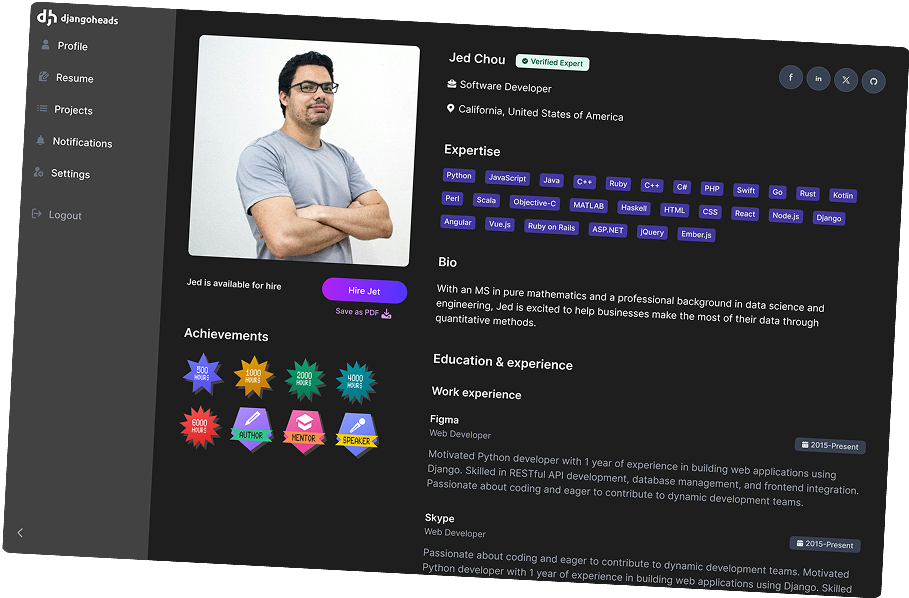 djangoheads
Profile
Resume
Projects
Notifications
Settings
Logout
Jed Chou
Verified Expert
Software Developer
California, United States of America
f
in
X
Expertise
Python JavaScript Java C++ Ruby C++ C# PHP Swift Go Rust Kotlin
Perl Scala Objective-C MATLAB Haskell HTML CSS React Node.js Django
Angular Vue.js Ruby on Rails ASP.NET jQuery Ember.js
Bio
With an MS in pure mathematics and a professional background in data science and
engineering, Jed is excited to help businesses make the most of their data through
quantitative methods.
Jed is available for hire
Hire Jet
Save as PDF
Achievements
500 HOURS
1000 HOURS
2000 HOURS
4000 HOURS
6000 HOURS
AUTHOR
MENTOR
SPEAKER
Education & experience
Work experience
Figma
Web Developer
2015-Present
Motivated Python developer with 1 year of experience in building web applications using
Django. Skilled in RESTful API development, database management, and frontend integration.
Passionate about coding and eager to contribute to dynamic development teams.
Skype
Web Developer
2015-Present
Passionate about coding and eager to contribute to dynamic development teams. Motivated
Python developer with 1 year of experience in building web applications using Django. Skilled